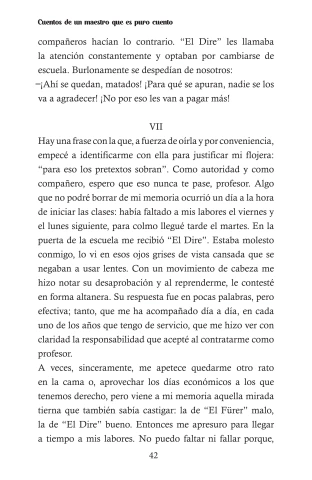 Cuentos de un maestro que es puro cuento
compañeros hacían lo contrario. “El Dire” les llamaba
la atención constantemente y optaban por cambiarse de
escuela. Burlonamente se despedían de nosotros:
–¡Ahí se quedan, matados! ¡Para qué se apuran, nadie se los
va a agradecer! ¡No por eso les van a pagar más!
VII
Hay una frase con la que, a fuerza de oírla y por conveniencia,
empecé a identificarme con ella para justificar mi flojera:
“para eso los pretextos sobran”. Como autoridad y como
compañero, espero que eso nunca te pase, profesor. Algo
que no podré borrar de mi memoria ocurrió un día a la hora
de iniciar las clases: había faltado a mis labores el viernes y
el lunes siguiente, para colmo llegué tarde el martes. En la
puerta de la escuela me recibió “El Dire”. Estaba molesto
conmigo, lo vi en esos ojos grises de vista cansada que se
negaban a usar lentes. Con un movimiento de cabeza me
hizo notar su desaprobación y al reprenderme, le contesté
en forma altanera. Su respuesta fue en pocas palabras, pero
efectiva; tanto, que me ha acompañado día a día, en cada
uno de los años que tengo de servicio, que me hizo ver con
claridad la responsabilidad que acepté al contratarme como
profesor.
A veces, sinceramente, me apetece quedarme otro rato
en la cama o, aprovechar los días económicos a los que
tenemos derecho, pero viene a mi memoria aquella mirada
tierna que también sabía castigar: la de “El Fürer” malo,
la de “El Dire” bueno. Entonces me apresuro para llegar
a tiempo a mis labores. No puedo faltar ni fallar porque,
42